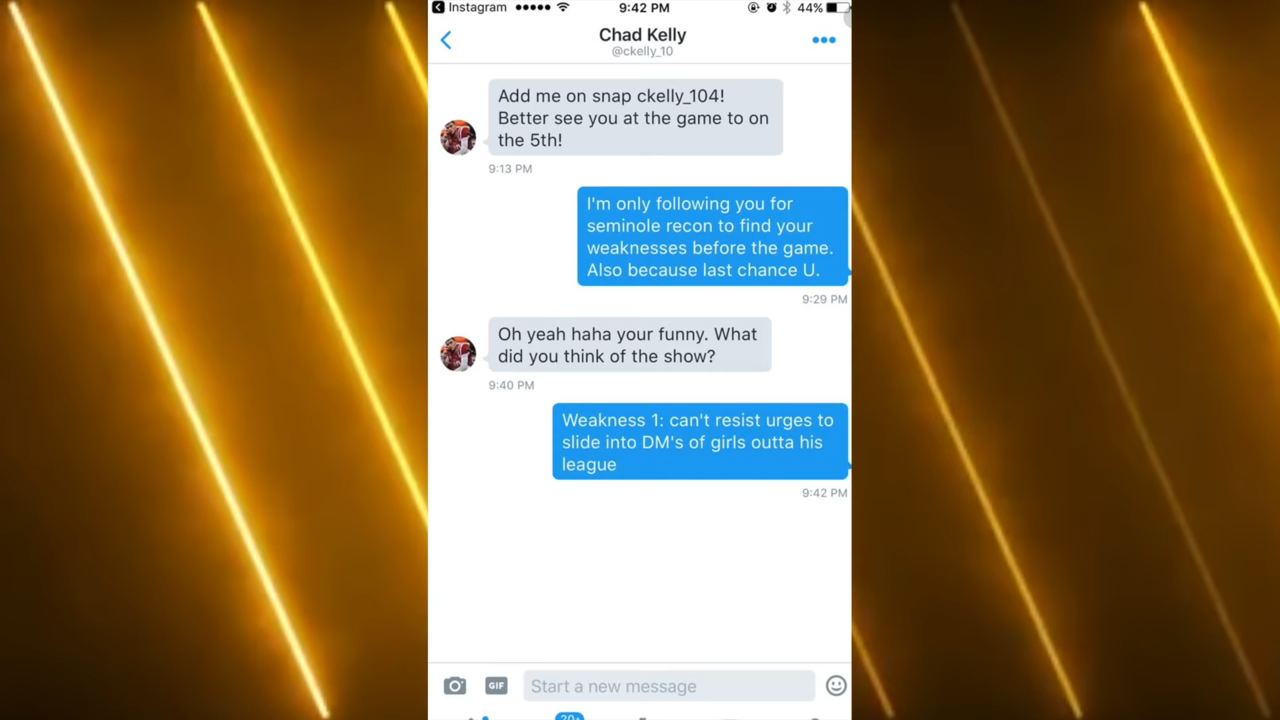 Instagram
9:42 PM
44%
Chad Kelly
@ckelly_10
Add me on snap ckelly_104!
Better see you at the game to on
the 5th!
9:13 PM
I'm only following you for
seminole recon to find your
weaknesses before the game.
Also because last chance U.
9:29 PM
Oh yeah haha your funny. What
did you think of the show?
9:40 PM
Weakness 1: can't resist urges to
slide into DM's of girls outta his
league
9:42 PM
GIF
Start a new message
20+